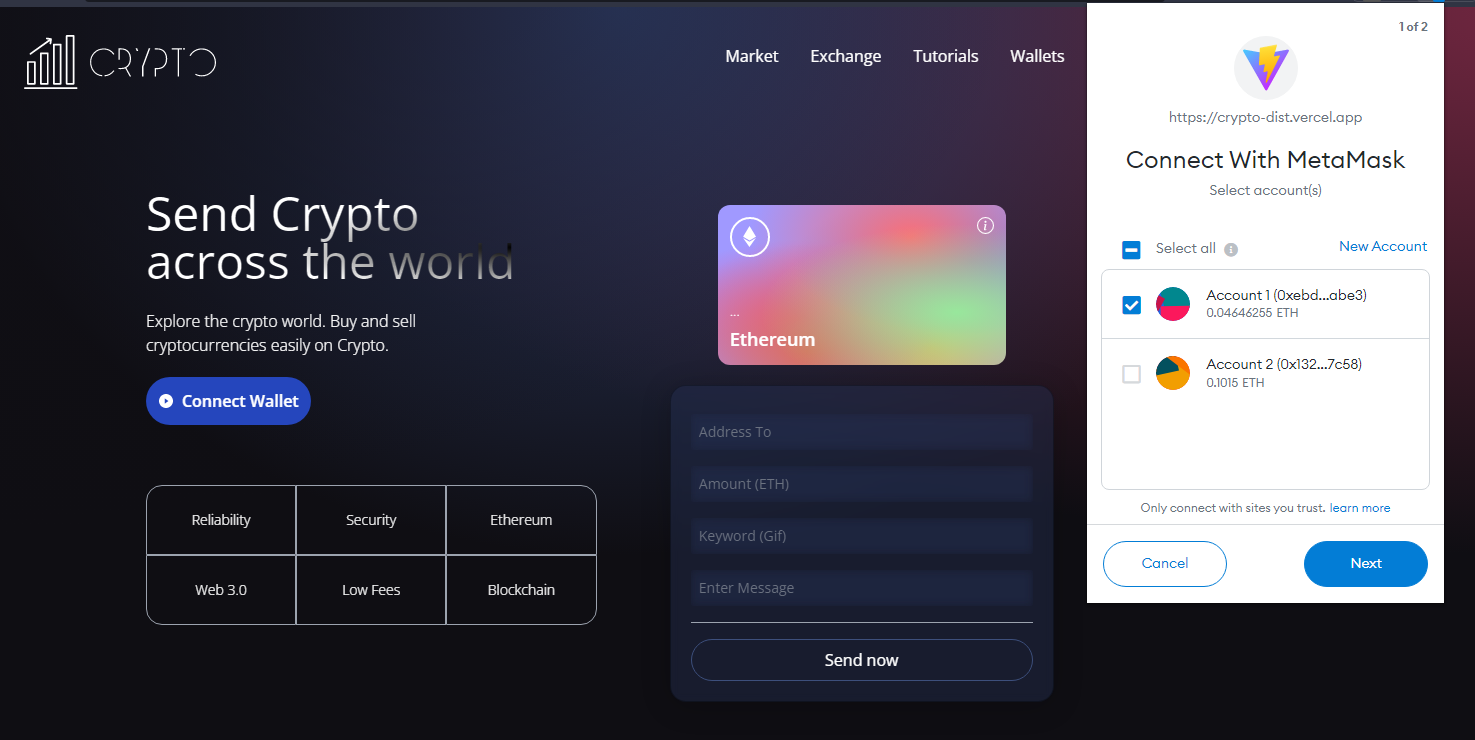 CRYPTO
Market
Exchange
Tutorials
Wallets
Send Crypto
across the world
Explore the crypto world. Buy and sell
cryptocurrencies easily on Crypto.
Connect Wallet
Reliability
Security
Ethereum
Web 3.0
Low Fees
Blockchain
...
Ethereum
Address To
Amount (ETH)
Keyword (Gif)
Enter Message
Send now
1 of 2
https://crypto-dist.vercel.app
Connect With MetaMask
Select account(s)
Select all
New Account
Account 1 (0xebd...abe3)
0.04646255 ETH
Account 2 (0x132...7c58)
0.1015 ETH
Only connect with sites you trust. learn more
Cancel
Next